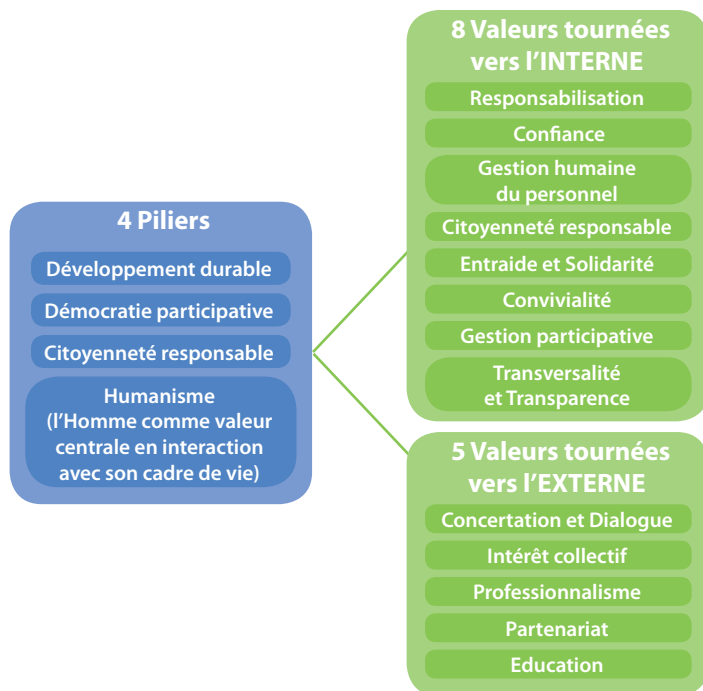 4 Piliers
Développement durable
Démocratie participative
Citoyenneté responsable
Humanisme
(l’Homme comme valeur
centrale en interaction
avec son cadre de vie)
8 Valeurs tournées
vers l’INTERNE
Responsabilisation
Confiance
Gestion humaine
du personnel
Citoyenneté responsable
Entraide et Solidarité
Convivialité
Gestion participative
Transversalité
et Transparence
5 Valeurs tournées
vers l’EXTERNE
Concertation et Dialogue
Intérêt collectif
Professionnalisme
Partenariat
Education